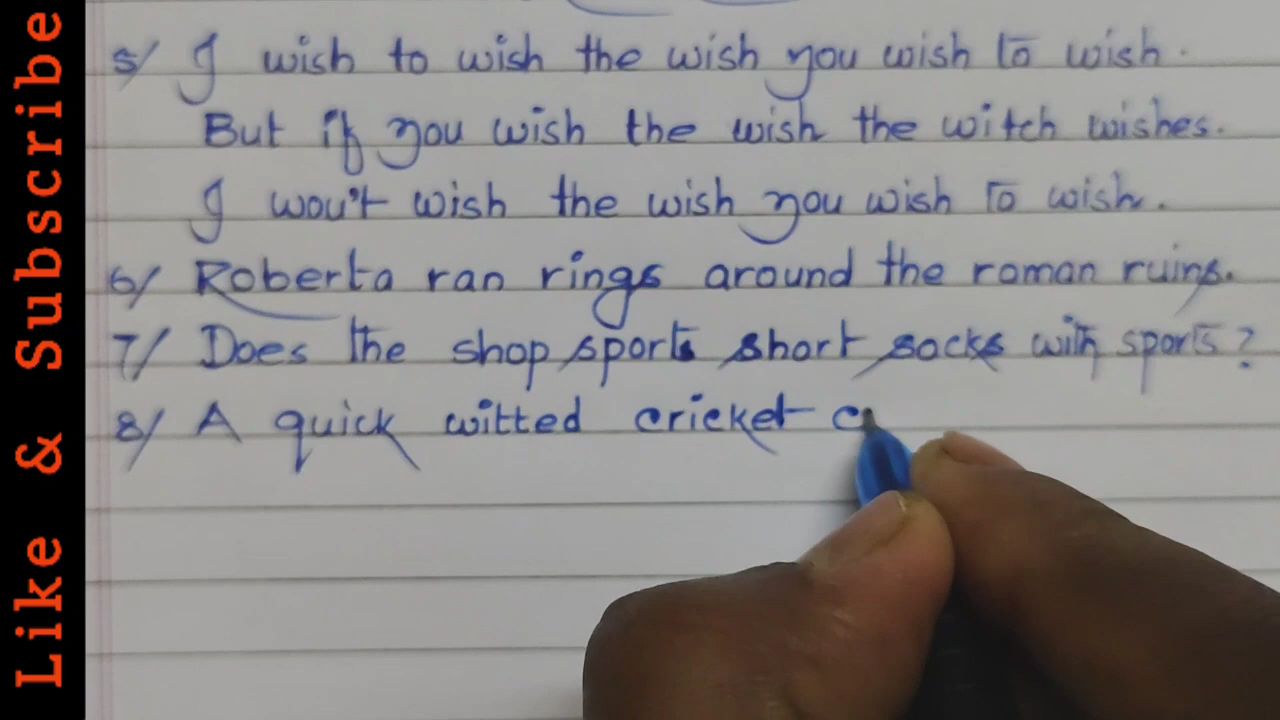 Like & Subscribe
5/ I wish to wish the wish you wish to wish.
But if you wish the wish the witch wishes.
I won't wish the wish you wish to wish.
6/ Roberta ran rings around the roman ruins.
7/ Does the shop sports short socks with sports?
8/ A quick witted cricket c